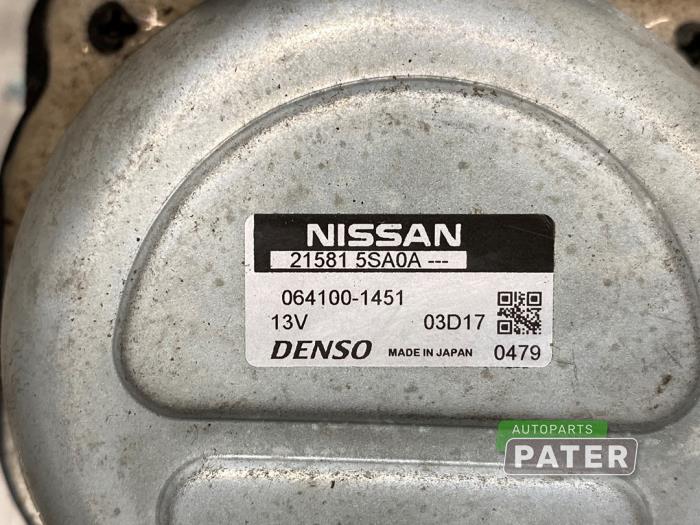 NISSAN
21581 5SA0A ---
064100-1451
13V 03D17
DENSO MADE IN JAPAN 0479
AUTOPARTS
PATER